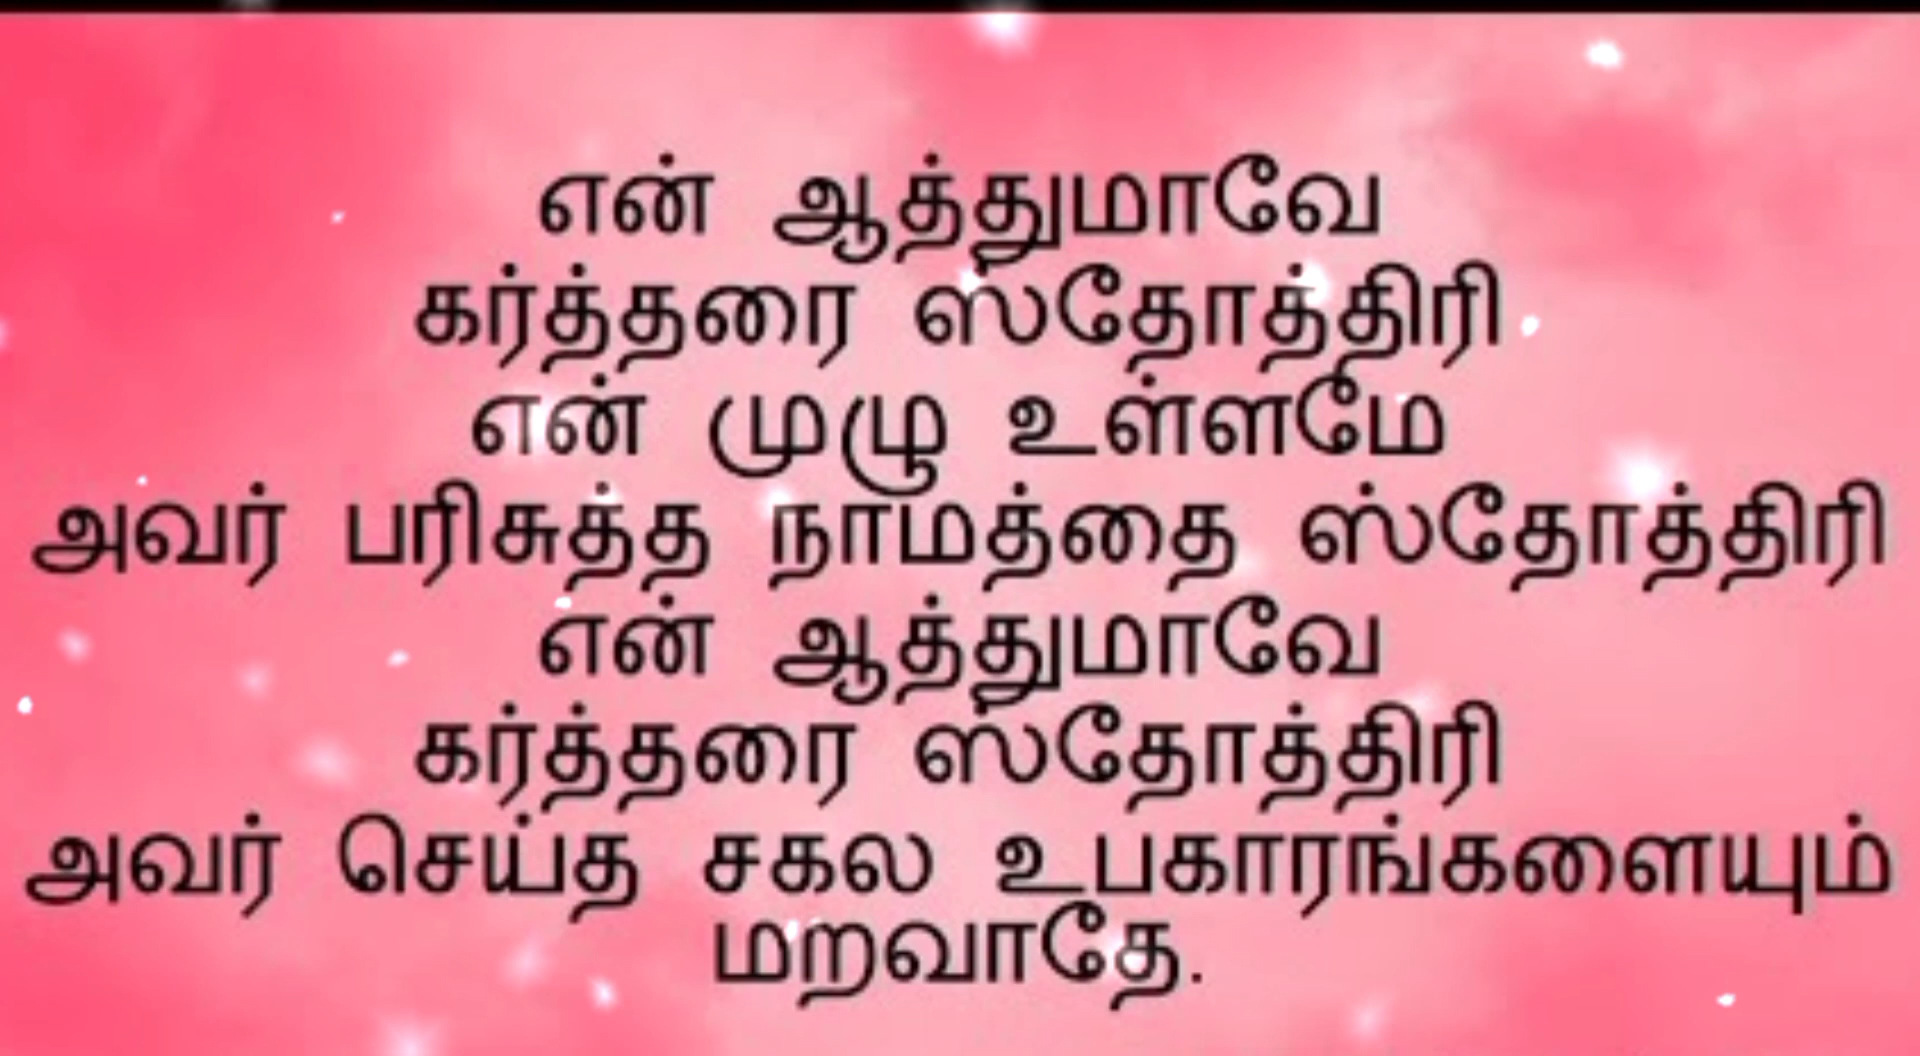 என் ஆத்துமாவே
கர்த்தரை ஸ்தோத்திரி
என் முழு உள்ளமே
அவர் பரிசுத்த நாமத்தை ஸ்தோத்திரி
என் ஆத்துமாவே
கர்த்தரை ஸ்தோத்திரி
அவர் செய்த சகல உபகாரங்களையும்
மறவாதே.